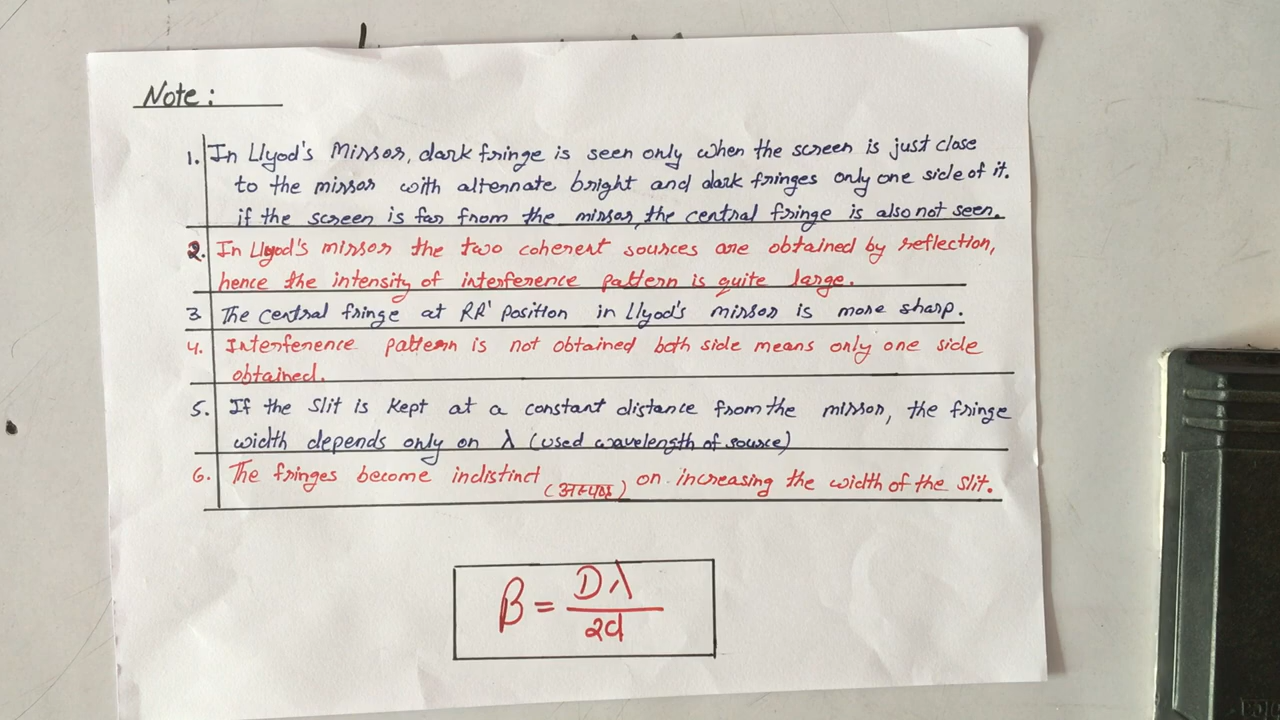 Note:
1. In Llyod's Mirror, dark fringe is seen only when the screen is just close
to the mirror with alternate bright and dark fringes only one side of it.
if the screen is far from the mirror, the central fringe is also not seen.
2. In Llyod's mirror the two coherent sources are obtained by reflection,
hence the intensity of interference pattern is quite large.
3 The central fringe at RR' position in Llyod's mirror is more sharp.
4. Interference pattern is not obtained both side means only one side
obtained.
5. If the slit is kept at a constant distance from the mirror, the fringe
width depends only on λ (used wavelength of source)
6. The fringes become indistinct (अस्पष्ट) on increasing the width of the slit.
β = Dλ / 2d